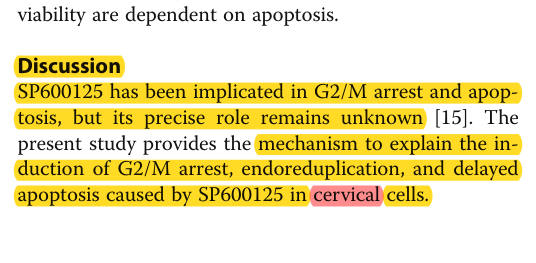 viability are dependent on apoptosis.
Discussion
SP600125 has been implicated in G2/M arrest and apop-
tosis, but its precise role remains unknown [15]. The
present study provides the mechanism to explain the in-
duction of G2/M arrest, endoreduplication, and delayed
apoptosis caused by SP600125 in cervical cells.